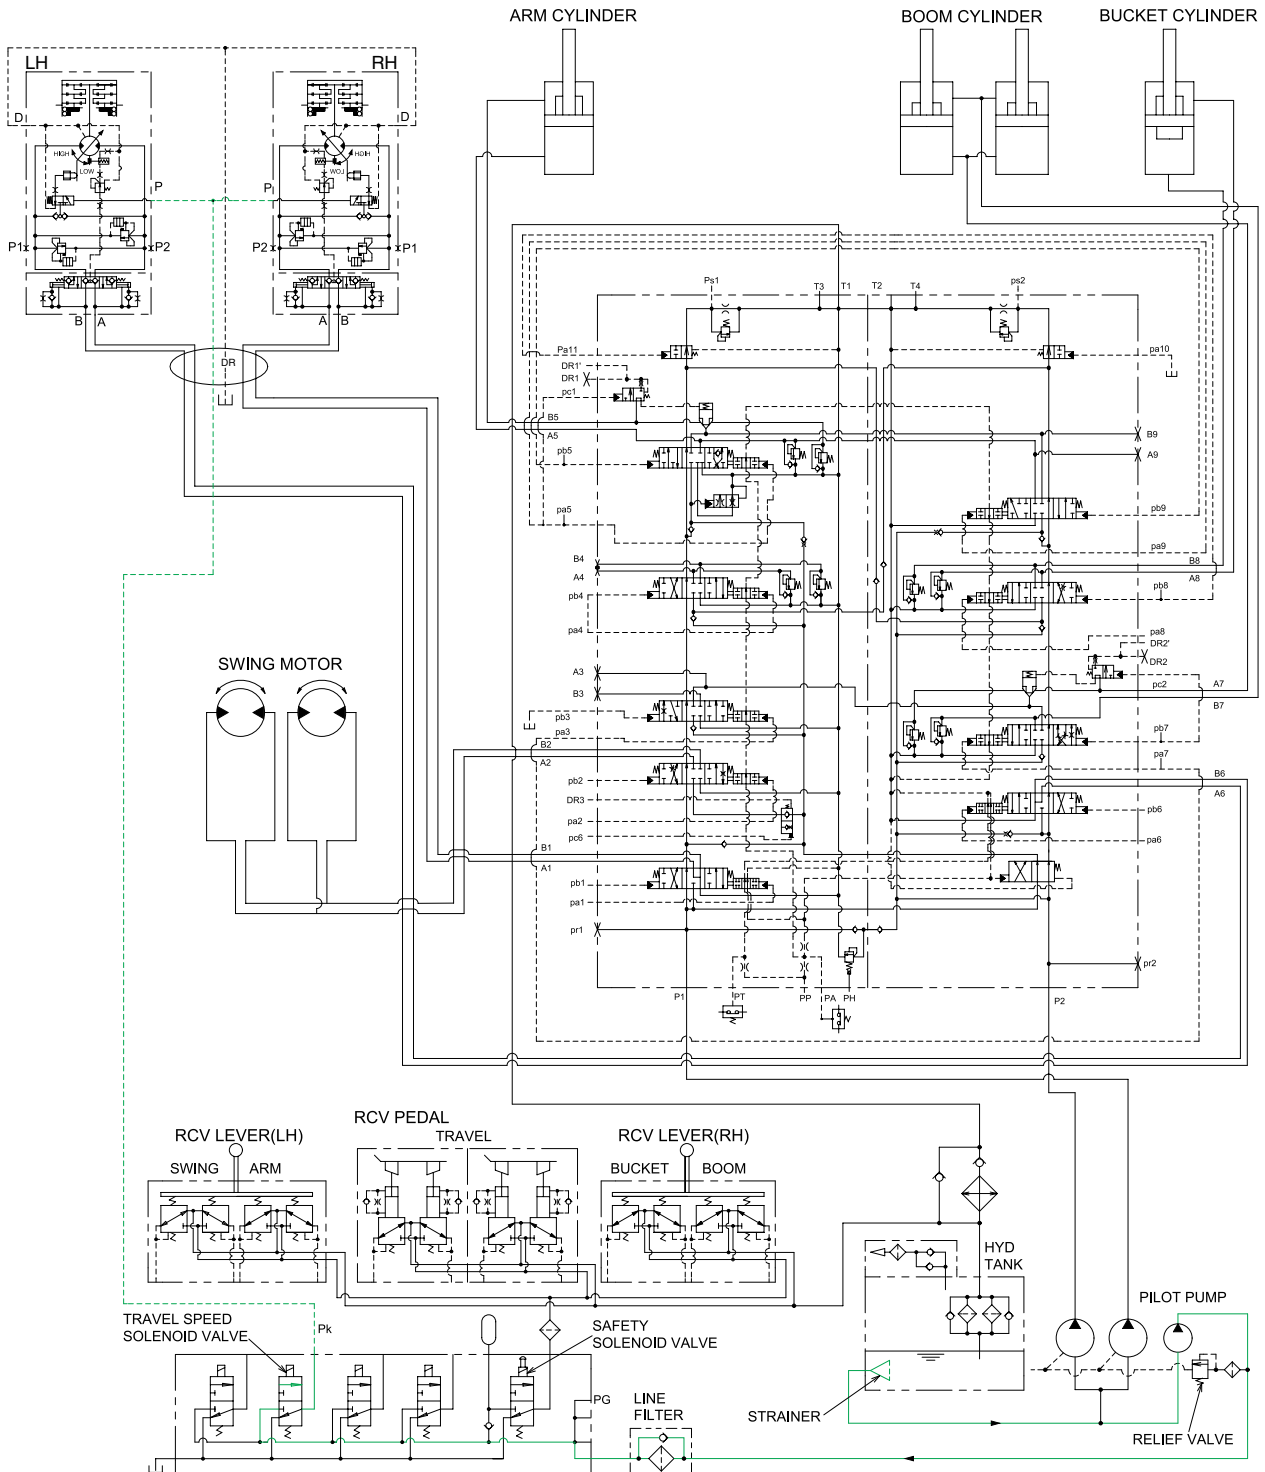 ARM CYLINDER
BOOM CYLINDER
BUCKET CYLINDER
LH
RH
D
D
HIGH
LOW
HIGH
LOW
P
P
P1
P2
P2
P1
B
A
A
B
DR
Ps1
T3
T1
T2
T4
ps2
Pa11
DR1'
DR1
pc1
B5
A5
pb5
pa5
B4
A4
pb4
pa4
A3
B3
pb3
pa3
B2
A2
pb2
DR3
pa2
pc6
B1
A1
pb1
pa1
pr1
pa10
B9
A9
pb9
pa9
B8
A8
pb8
pa8
DR2'
DR2
pc2
A7
B7
pb7
pa7
B6
A6
pb6
pa6
pr2
P1
PT
PP
PA
PH
P2
SWING MOTOR
RCV LEVER(LH)
SWING
ARM
RCV PEDAL
TRAVEL
RCV LEVER(RH)
BUCKET
BOOM
HYD
TANK
PILOT PUMP
TRAVEL SPEED
SOLENOID VALVE
Pk
SAFETY
SOLENOID VALVE
PG
LINE
FILTER
STRAINER
RELIEF VALVE